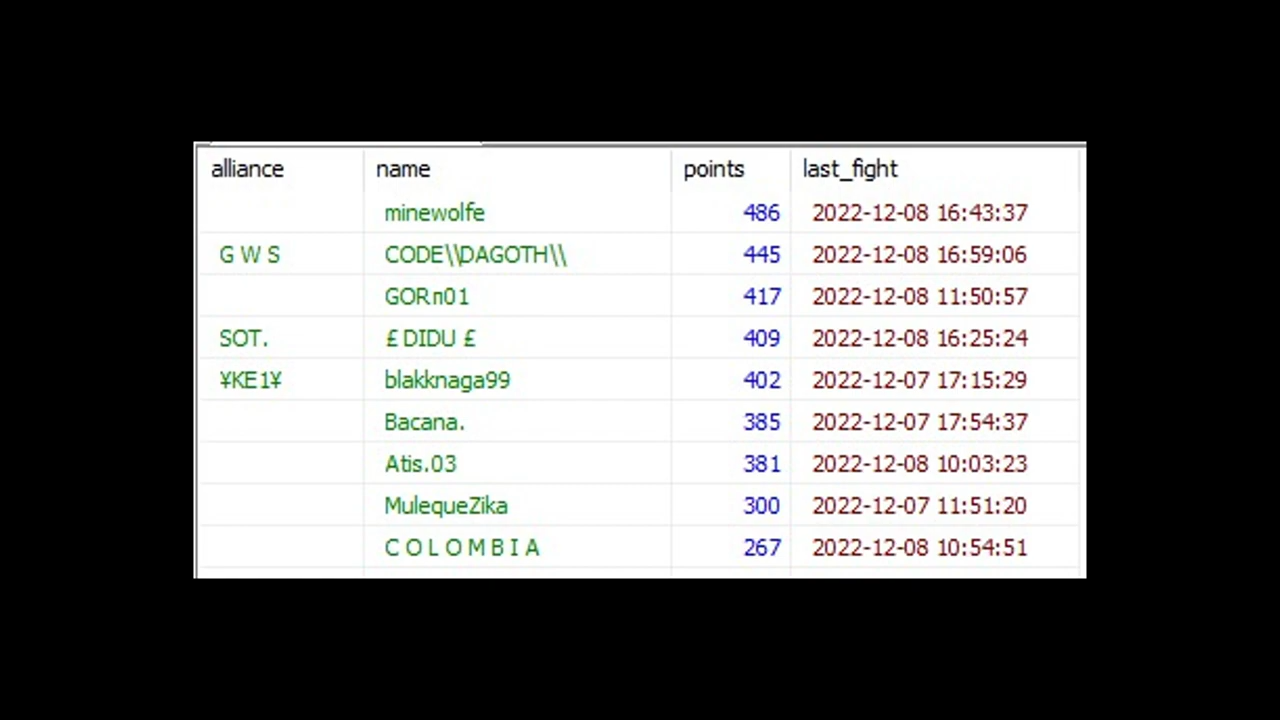 alliance name points last_fight
minewolfe 486 2022-12-08 16:43:37
G W S CODE\\DAGOTH\\ 445 2022-12-08 16:59:06
GORn01 417 2022-12-08 11:50:57
SOT. £ DIDU £ 409 2022-12-08 16:25:24
¥KE1¥ blakknaga99 402 2022-12-07 17:15:29
Bacana. 385 2022-12-07 17:54:37
Atis.03 381 2022-12-08 10:03:23
MulequeZika 300 2022-12-07 11:51:20
C O L O M B I A 267 2022-12-08 10:54:51